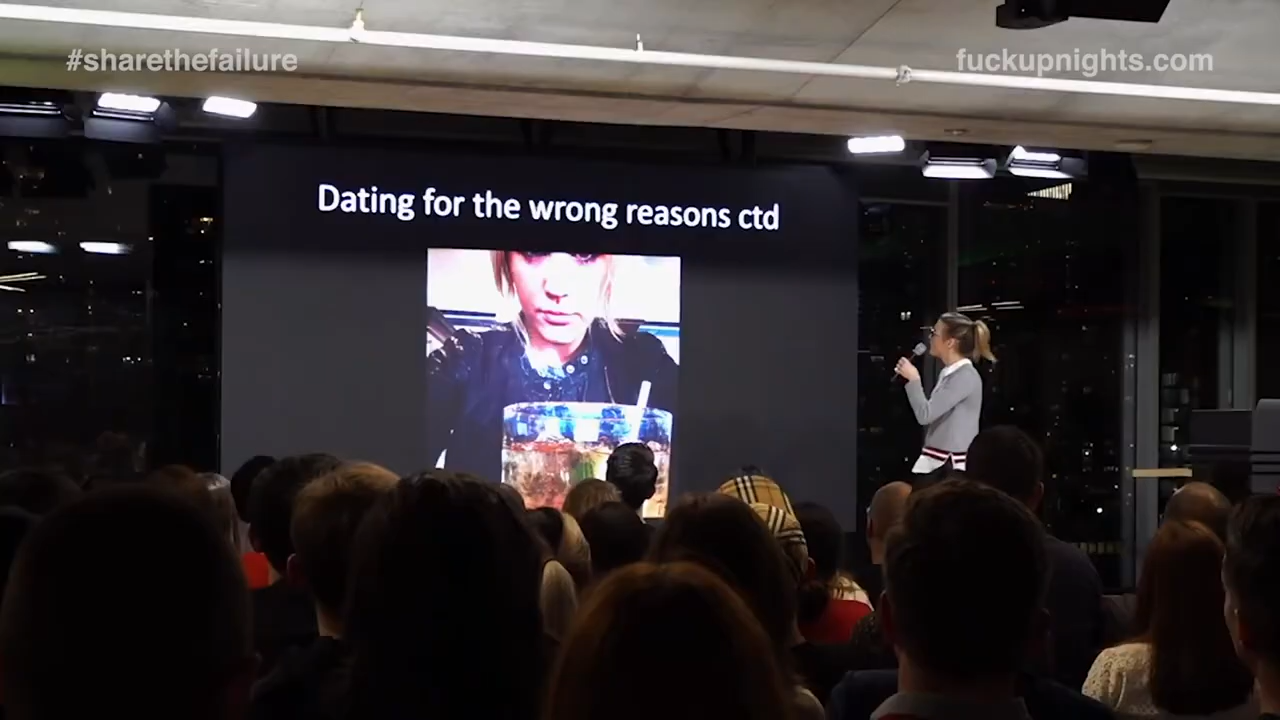 #sharethefailure
fuckupnights.com
Dating for the wrong reasons ctd